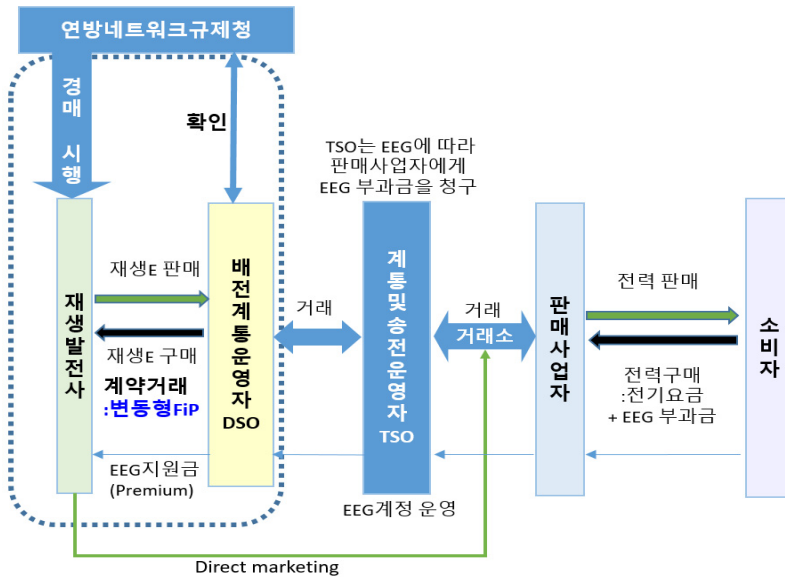 연방네트워크규제청
경매 시행
확인
TSO는 EEG에 따라
판매사업자에게
EEG 부과금을 청구
재생발전사
재생E 판매
재생E 구매
계약거래
:변동형FiP
EEG지원금
(Premium)
배전계통운영자
DSO
거래
계통및송전운영자
TSO
EEG계정 운영
거래
거래소
판매사업자
전력 판매
전력구매
:전기요금
+ EEG 부과금
소비자
Direct marketing